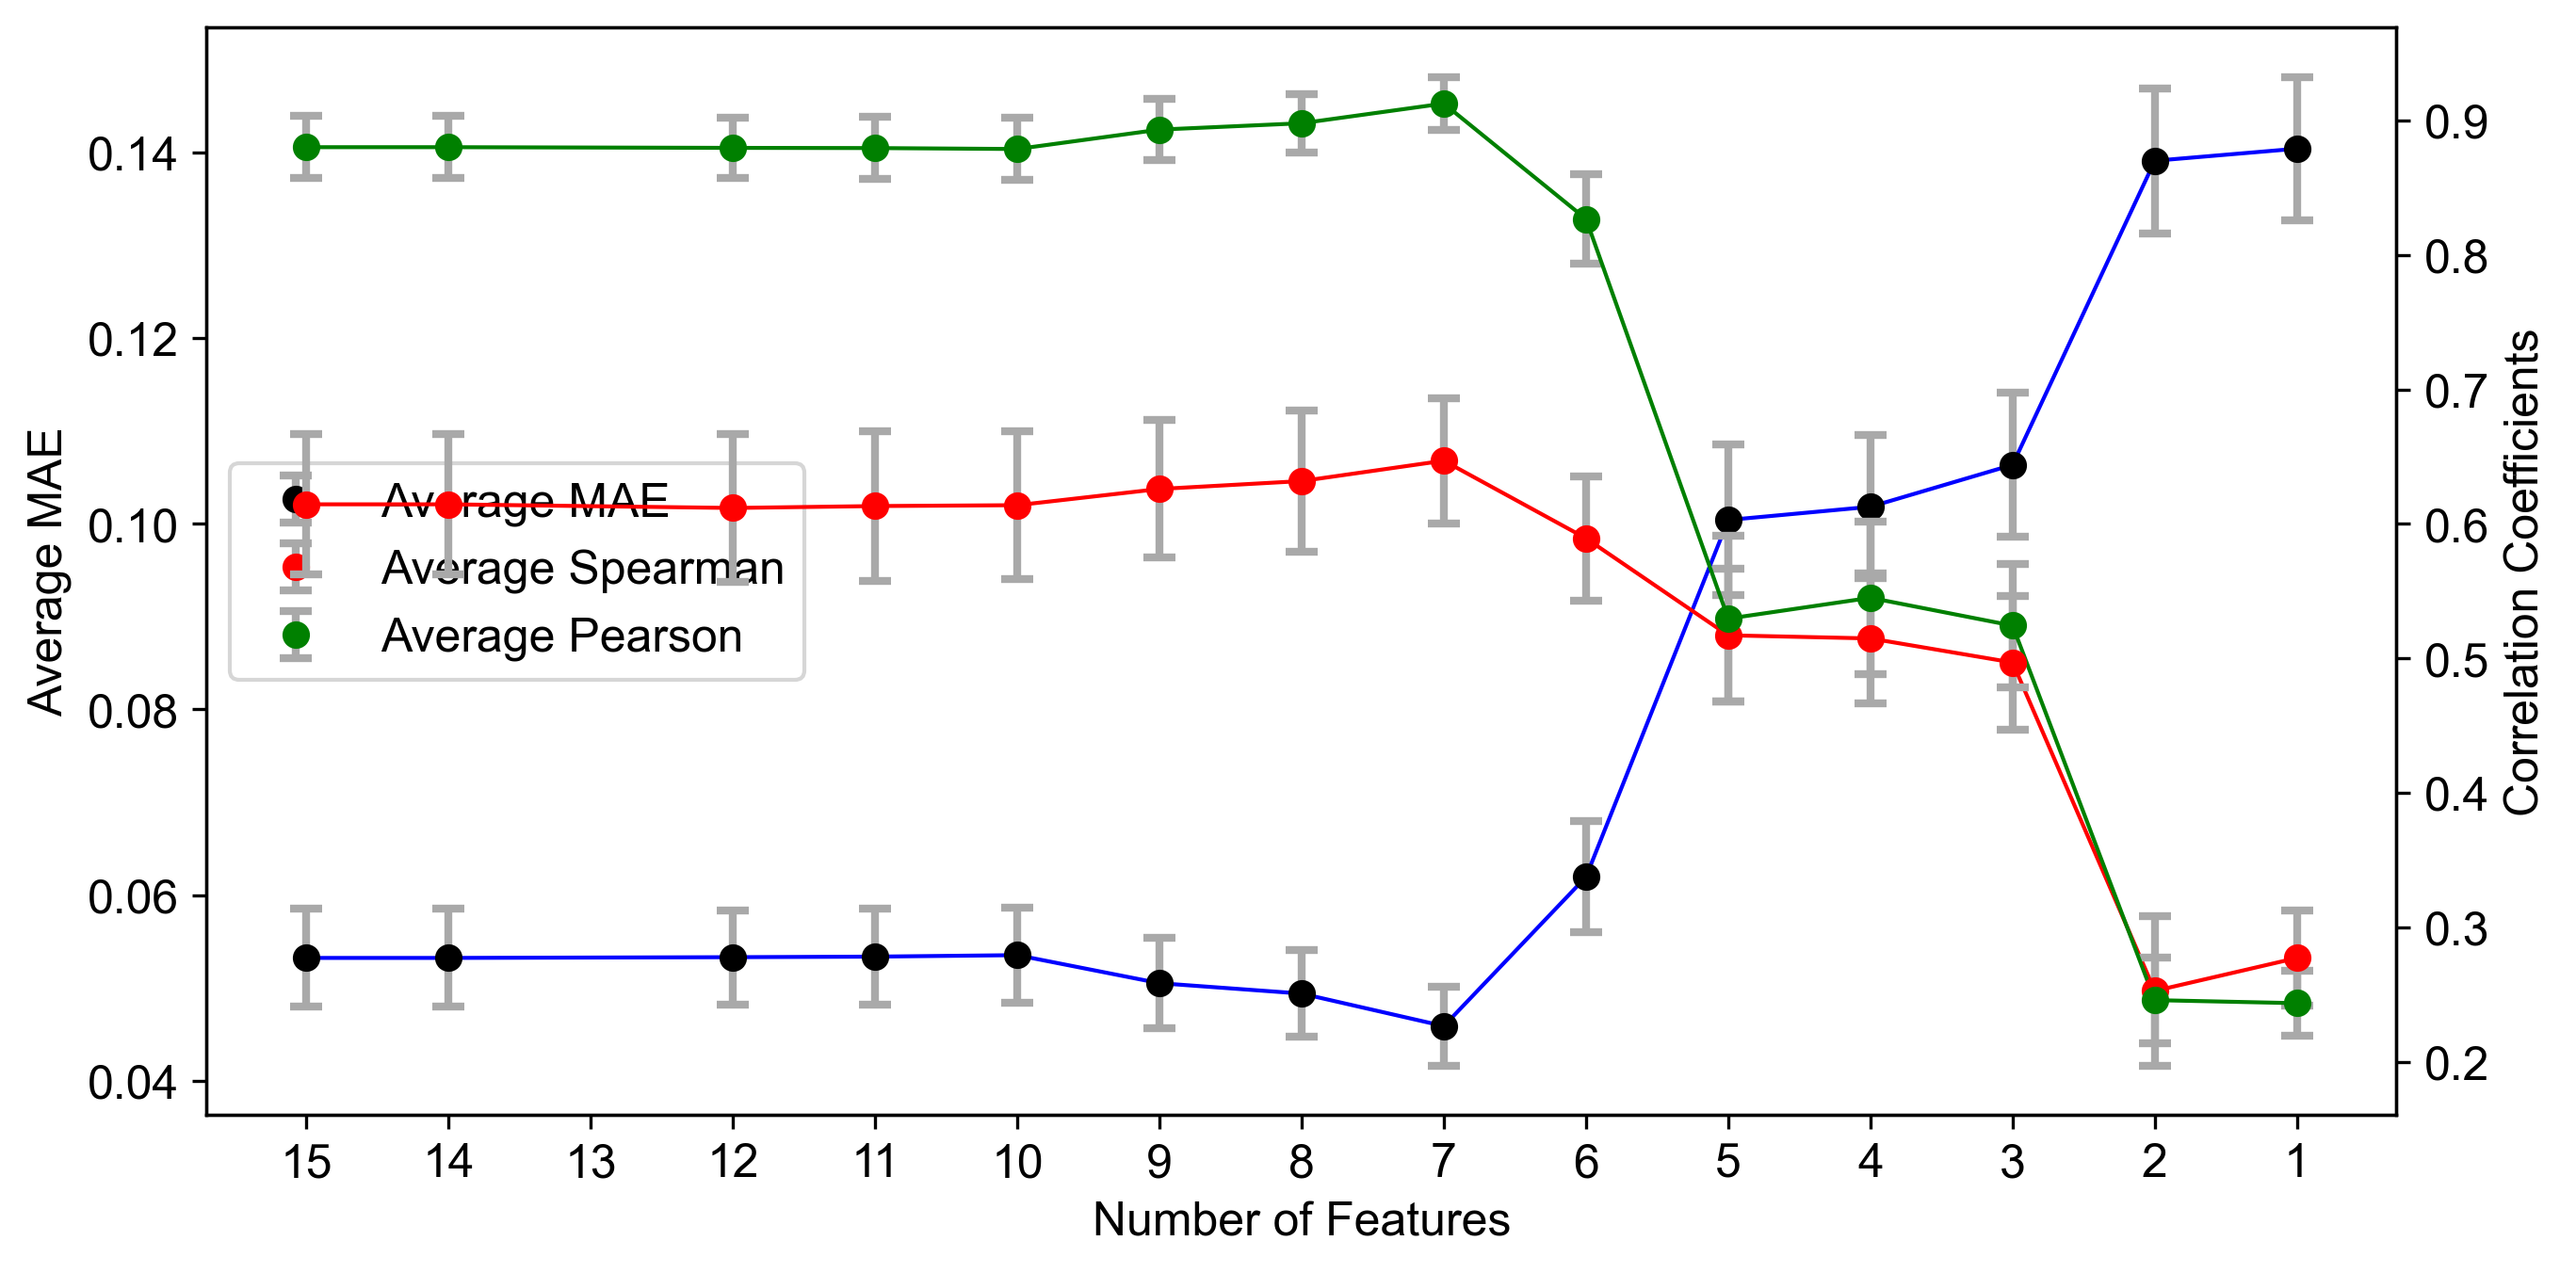 0.14
0.12
0.10
0.08
0.06
0.04
Average MAE
Average MAE
Average Spearman
Average Pearson
0.9
0.8
0.7
0.6
0.5
0.4
0.3
0.2
Correlation Coefficients
15 14 13 12 11 10 9 8 7 6 5 4 3 2 1
Number of Features